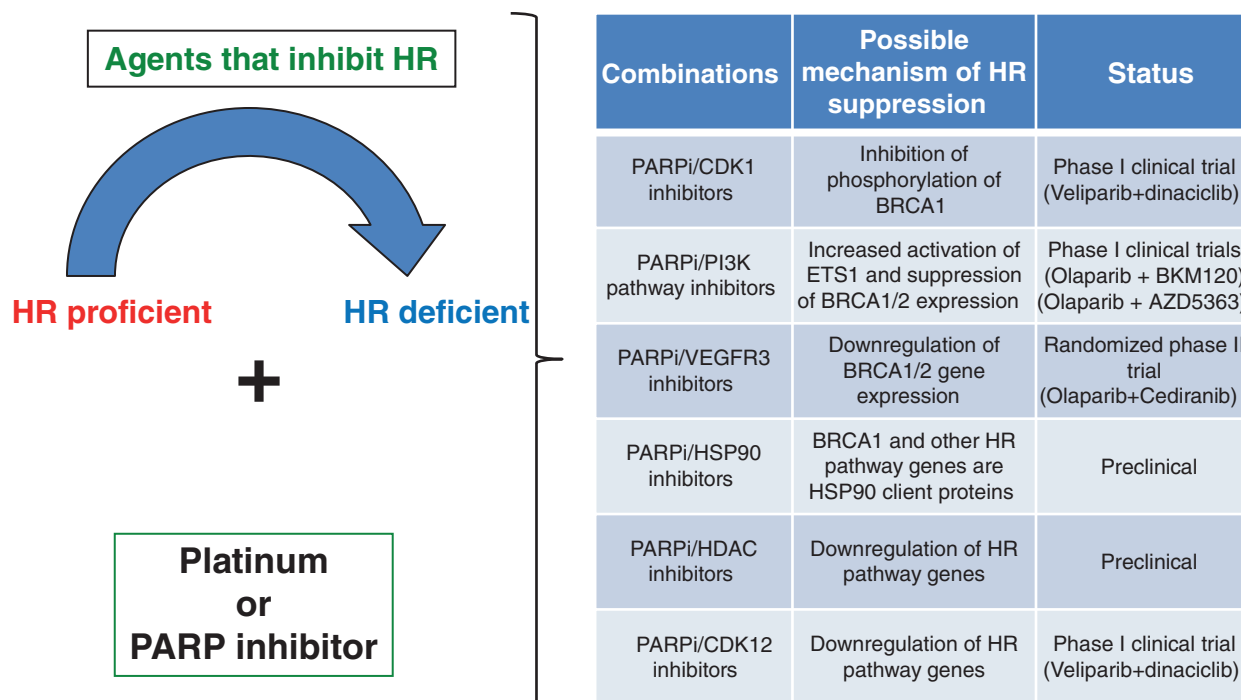 Agents that inhibit HR
HR proficient
HR deficient
+
Platinum
or
PARP inhibitor
Combinations
Possible
mechanism of HR
suppression
Status
PARPi/CDK1
inhibitors
Inhibition of
phosphorylation of
BRCA1
Phase I clinical trial
(Veliparib+dinaciclib)
PARPi/PI3K
pathway inhibitors
Increased activation of
ETS1 and suppression
of BRCA1/2 expression
Phase I clinical trials
(Olaparib + BKM120)
(Olaparib + AZD5363)
PARPi/VEGFR3
inhibitors
Downregulation of
BRCA1/2 gene
expression
Randomized phase II
trial
(Olaparib+Cediranib)
PARPi/HSP90
inhibitors
BRCA1 and other HR
pathway genes are
HSP90 client proteins
Preclinical
PARPi/HDAC
inhibitors
Downregulation of HR
pathway genes
Preclinical
PARPi/CDK12
inhibitors
Downregulation of HR
pathway genes
Phase I clinical trial
(Veliparib+dinaciclib)